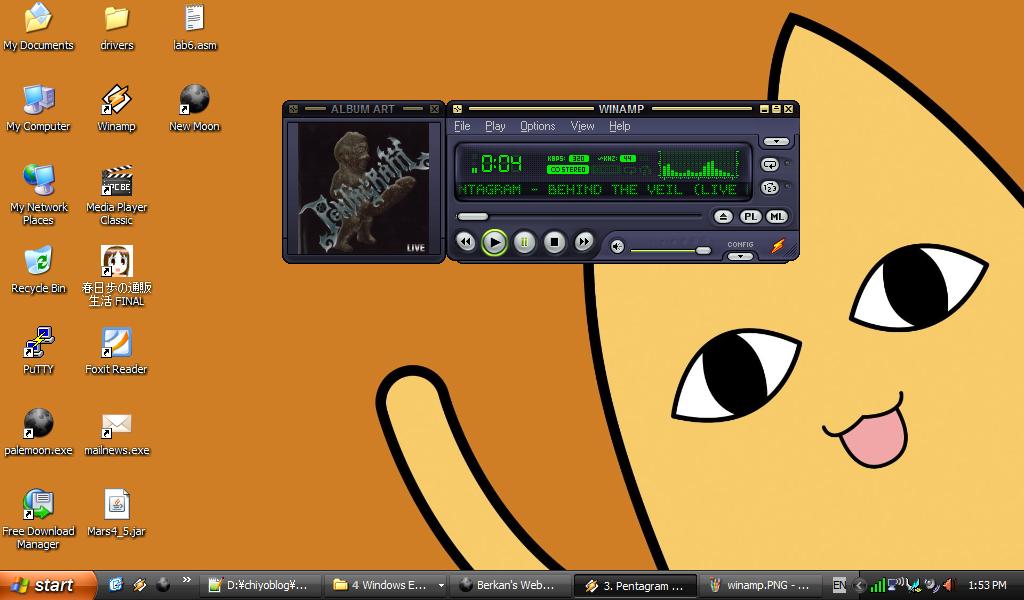 My Documents
drivers
lab6.asm
My Computer
Winamp
New Moon
My Network
Places
Media Player
Classic
PCBE
Recycle Bin
春日歩の通販
生活 FINAL
PuTTY
Foxit Reader
palemoon.exe
mailnews.exe
Free Download
Manager
Mars4_5.jar
ALBUM ART
Pentagram
LIVE
WINAMP
File Play Options View Help
0:04
KBPS: 320 KHZ: 44
STEREO
NTAGRAM - BEHIND THE VEIL (LIVE
PL ML
CONFIG
start
D:¥chiyoblog¥...
4 Windows E...
Berkan's Web...
3. Pentagram ...
winamp.PNG - ...
EN
1:53 PM